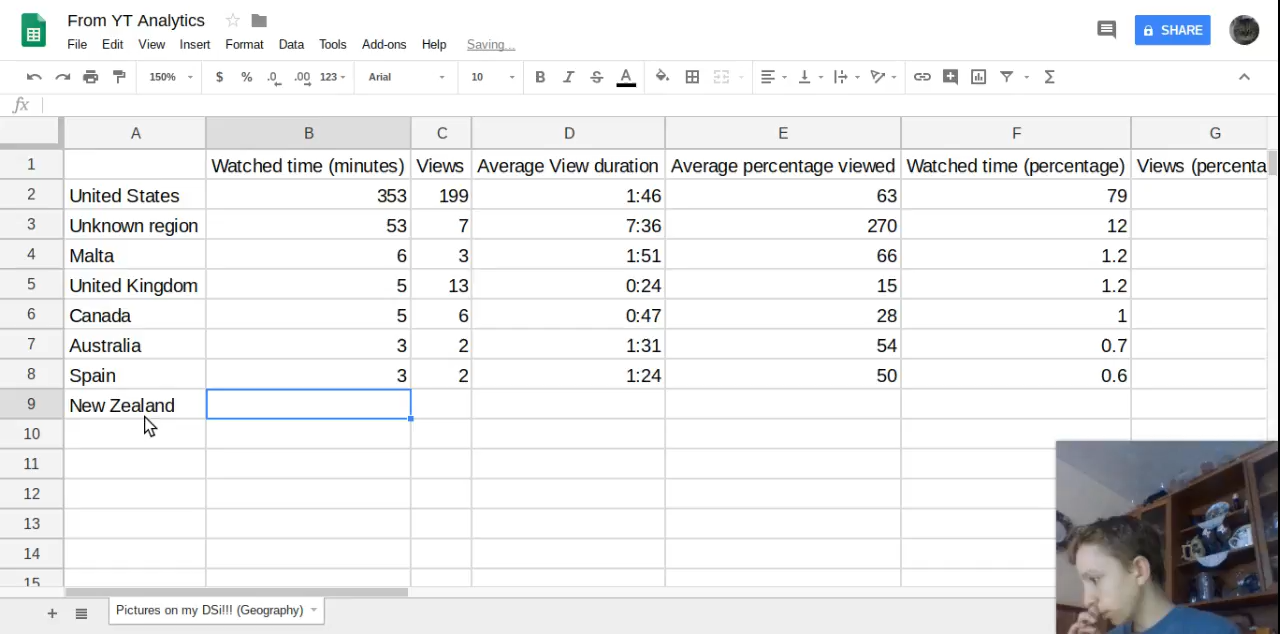 From YT Analytics
File Edit View Insert Format Data Tools Add-ons Help Saving...
SHARE
150% $ % .0 .00 123 Arial 10 B I S A Σ
fx
A B C D E F G
1 Watched time (minutes) Views Average View duration Average percentage viewed Watched time (percentage) Views (percenta
2 United States 353 199 1:46 63 79
3 Unknown region 53 7 7:36 270 12
4 Malta 6 3 1:51 66 1.2
5 United Kingdom 5 13 0:24 15 1.2
6 Canada 5 6 0:47 28 1
7 Australia 3 2 1:31 54 0.7
8 Spain 3 2 1:24 50 0.6
9 New Zealand
10
11
12
13
14
15
+ Pictures on my DSi!!! (Geography)